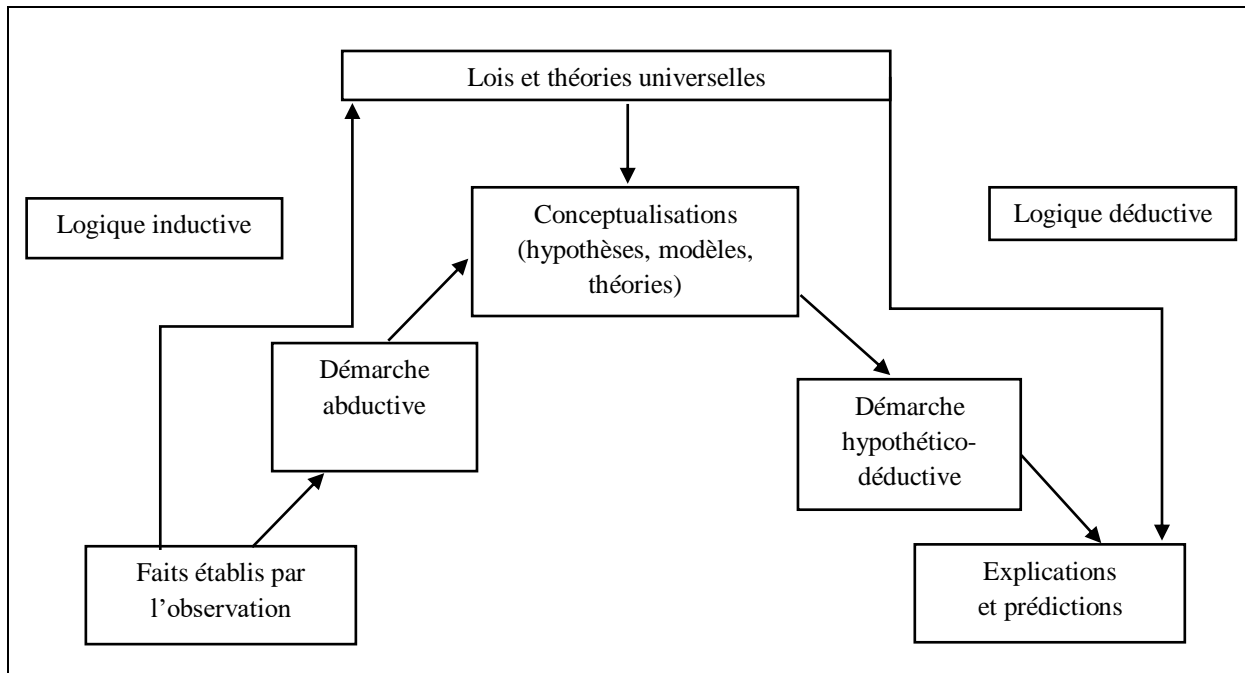 Lois et théories universelles
Logique inductive
Conceptualisations
(hypothèses, modèles,
théories)
Logique déductive
Démarche
abductive
Démarche
hypothético-
déductive
Faits établis par
l’observation
Explications
et prédictions